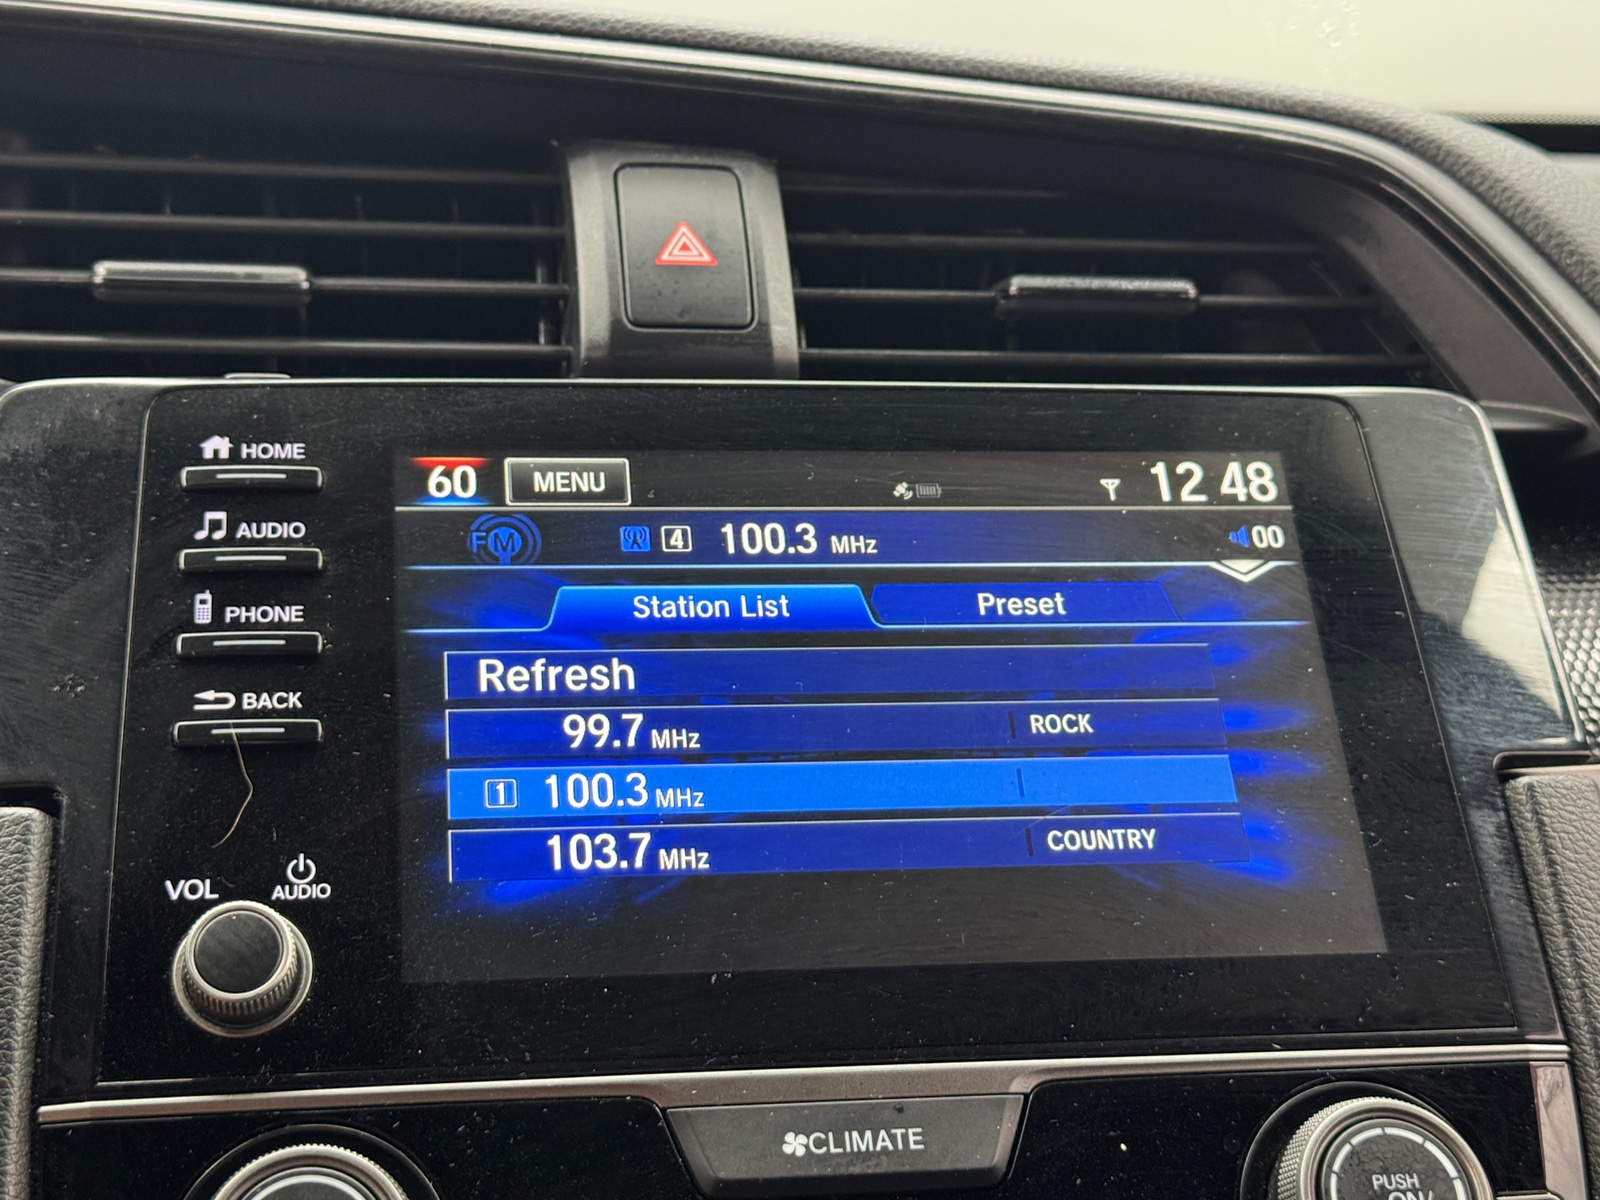 HOME
AUDIO
PHONE
BACK
VOL
AUDIO
60 MENU 12 48
FM 4 100.3 MHz 00
Station List Preset
Refresh
99.7 MHz ROCK
1 100.3 MHz
103.7 MHz COUNTRY
CLIMATE
PUSH
ON